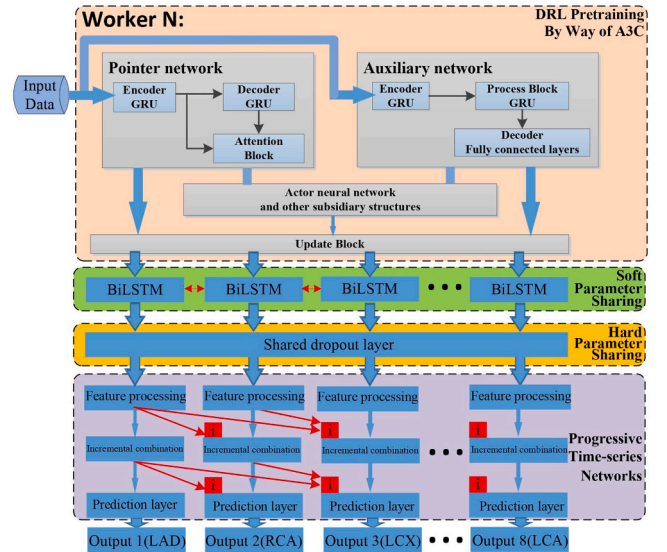 Worker N:
DRL Pretraining
By Way of A3C
Input
Data
Pointer network
Encoder
GRU
Decoder
GRU
Attention
Block
Auxiliary network
Encoder
GRU
Process Block
GRU
Decoder
Fully connected layers
Actor neural network
and other subsidiary structures
Update Block
BiLSTM
BiLSTM
BiLSTM
BiLSTM
Soft
Parameter
Sharing
Shared dropout layer
Hard
Parameter
Sharing
Feature processing
Feature processing
Feature processing
Feature processing
i
i
i
Incremental combination
Incremental combination
Incremental combination
Incremental combination
Progressive
Time-series
Networks
i
i
i
Prediction layer
Prediction layer
Prediction layer
Prediction layer
Output 1(LAD)
Output 2(RCA)
Output 3(LCX)
Output 8(LCA)